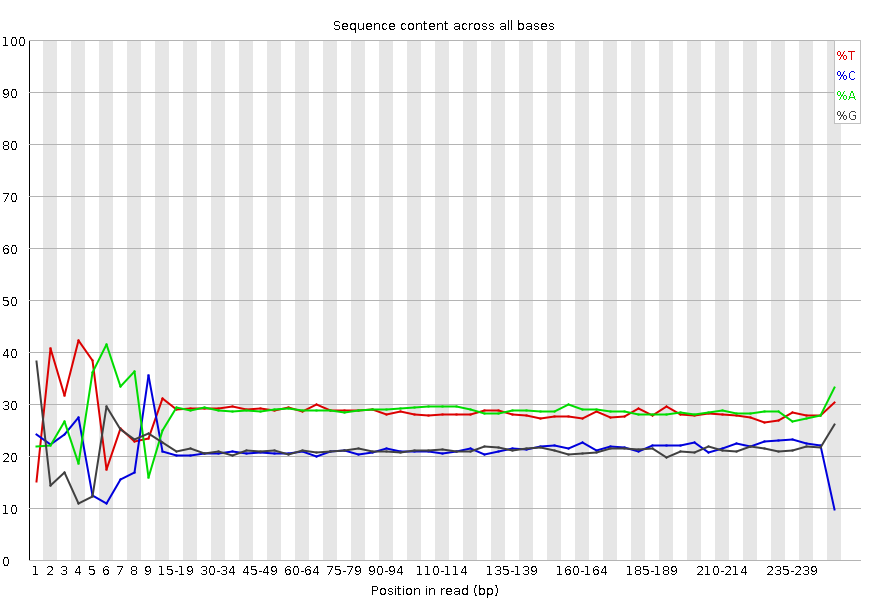 Sequence content across all bases
100
90
80
70
60
50
40
30
20
10
0
%T
%C
%A
%G
1 2 3 4 5 6 7 8 9 15-19 30-34 45-49 60-64 75-79 90-94 110-114 135-139 160-164 185-189 210-214 235-239
Position in read (bp)